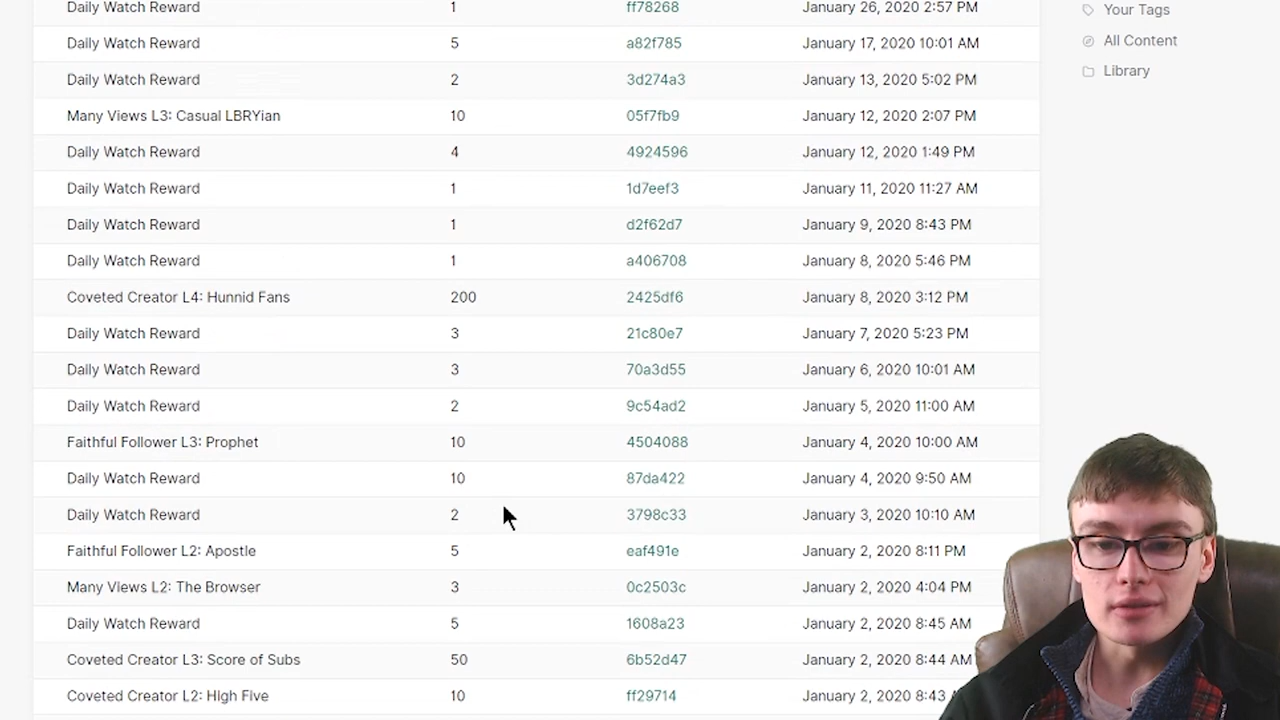 Daily Watch Reward 1 ff78268 January 26, 2020 2:57 PM
Your Tags
Daily Watch Reward 5 a82f785 January 17, 2020 10:01 AM
All Content
Daily Watch Reward 2 3d274a3 January 13, 2020 5:02 PM
Library
Many Views L3: Casual LBRYian 10 05f7fb9 January 12, 2020 2:07 PM
Daily Watch Reward 4 4924596 January 12, 2020 1:49 PM
Daily Watch Reward 1 1d7eef3 January 11, 2020 11:27 AM
Daily Watch Reward 1 d2f62d7 January 9, 2020 8:43 PM
Daily Watch Reward 1 a406708 January 8, 2020 5:46 PM
Coveted Creator L4: Hunnid Fans 200 2425df6 January 8, 2020 3:12 PM
Daily Watch Reward 3 21c80e7 January 7, 2020 5:23 PM
Daily Watch Reward 3 70a3d55 January 6, 2020 10:01 AM
Daily Watch Reward 2 9c54ad2 January 5, 2020 11:00 AM
Faithful Follower L3: Prophet 10 4504088 January 4, 2020 10:00 AM
Daily Watch Reward 10 87da422 January 4, 2020 9:50 AM
Daily Watch Reward 2 3798c33 January 3, 2020 10:10 AM
Faithful Follower L2: Apostle 5 eaf491e January 2, 2020 8:11 PM
Many Views L2: The Browser 3 0c2503c January 2, 2020 4:04 PM
Daily Watch Reward 5 1608a23 January 2, 2020 8:45 AM
Coveted Creator L3: Score of Subs 50 6b52d47 January 2, 2020 8:44 AM
Coveted Creator L2: HIgh Five 10 ff29714 January 2, 2020 8:43